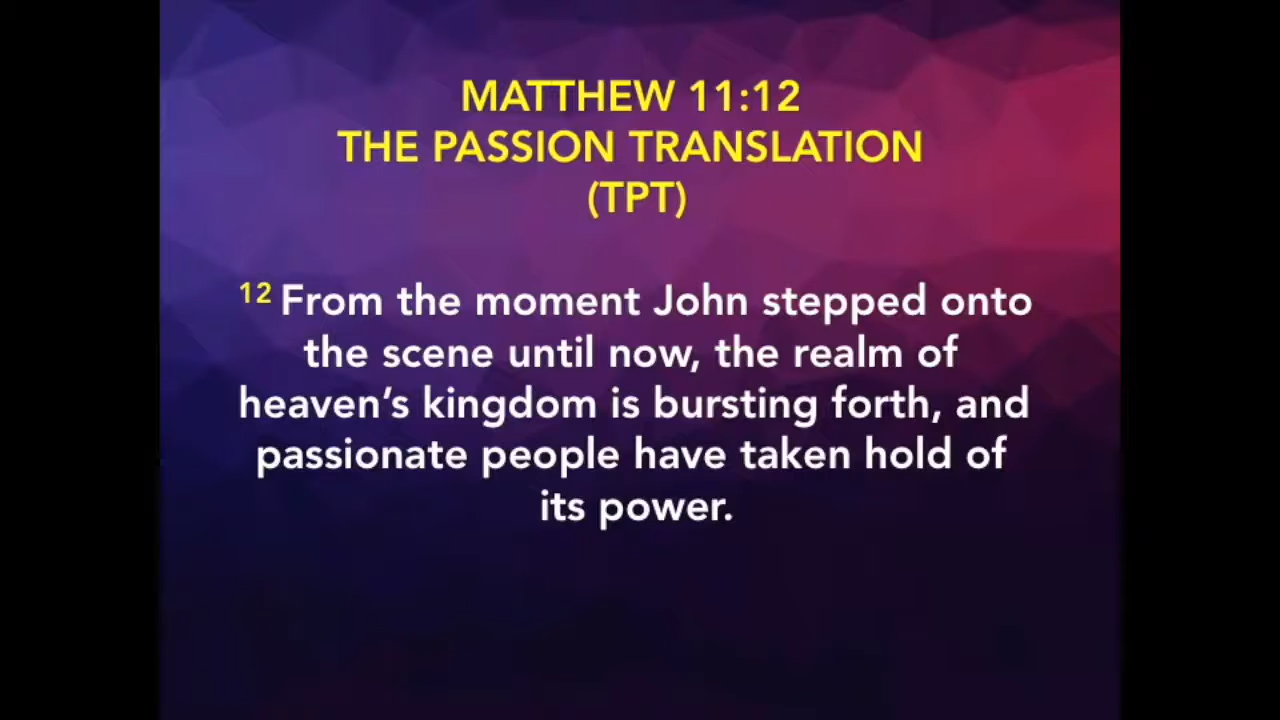 MATTHEW 11:12
THE PASSION TRANSLATION
(TPT)
12 From the moment John stepped onto
the scene until now, the realm of
heaven’s kingdom is bursting forth, and
passionate people have taken hold of
its power.